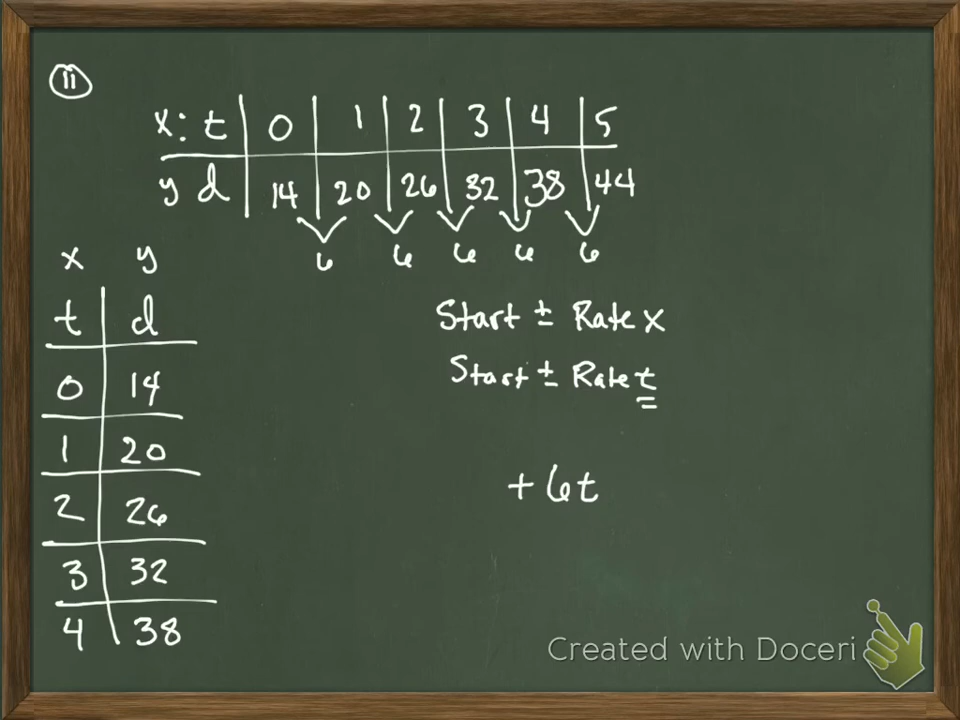 11
x: t | 0 | 1 | 2 | 3 | 4 | 5
y d | 14 | 20 | 26 | 32 | 38 | 44
6 6 6 6 6
x y
t | d
0 | 14
1 | 20
2 | 26
3 | 32
4 | 38
Start ± Rate x
Start ± Rate t
+ 6t
Created with Doceri